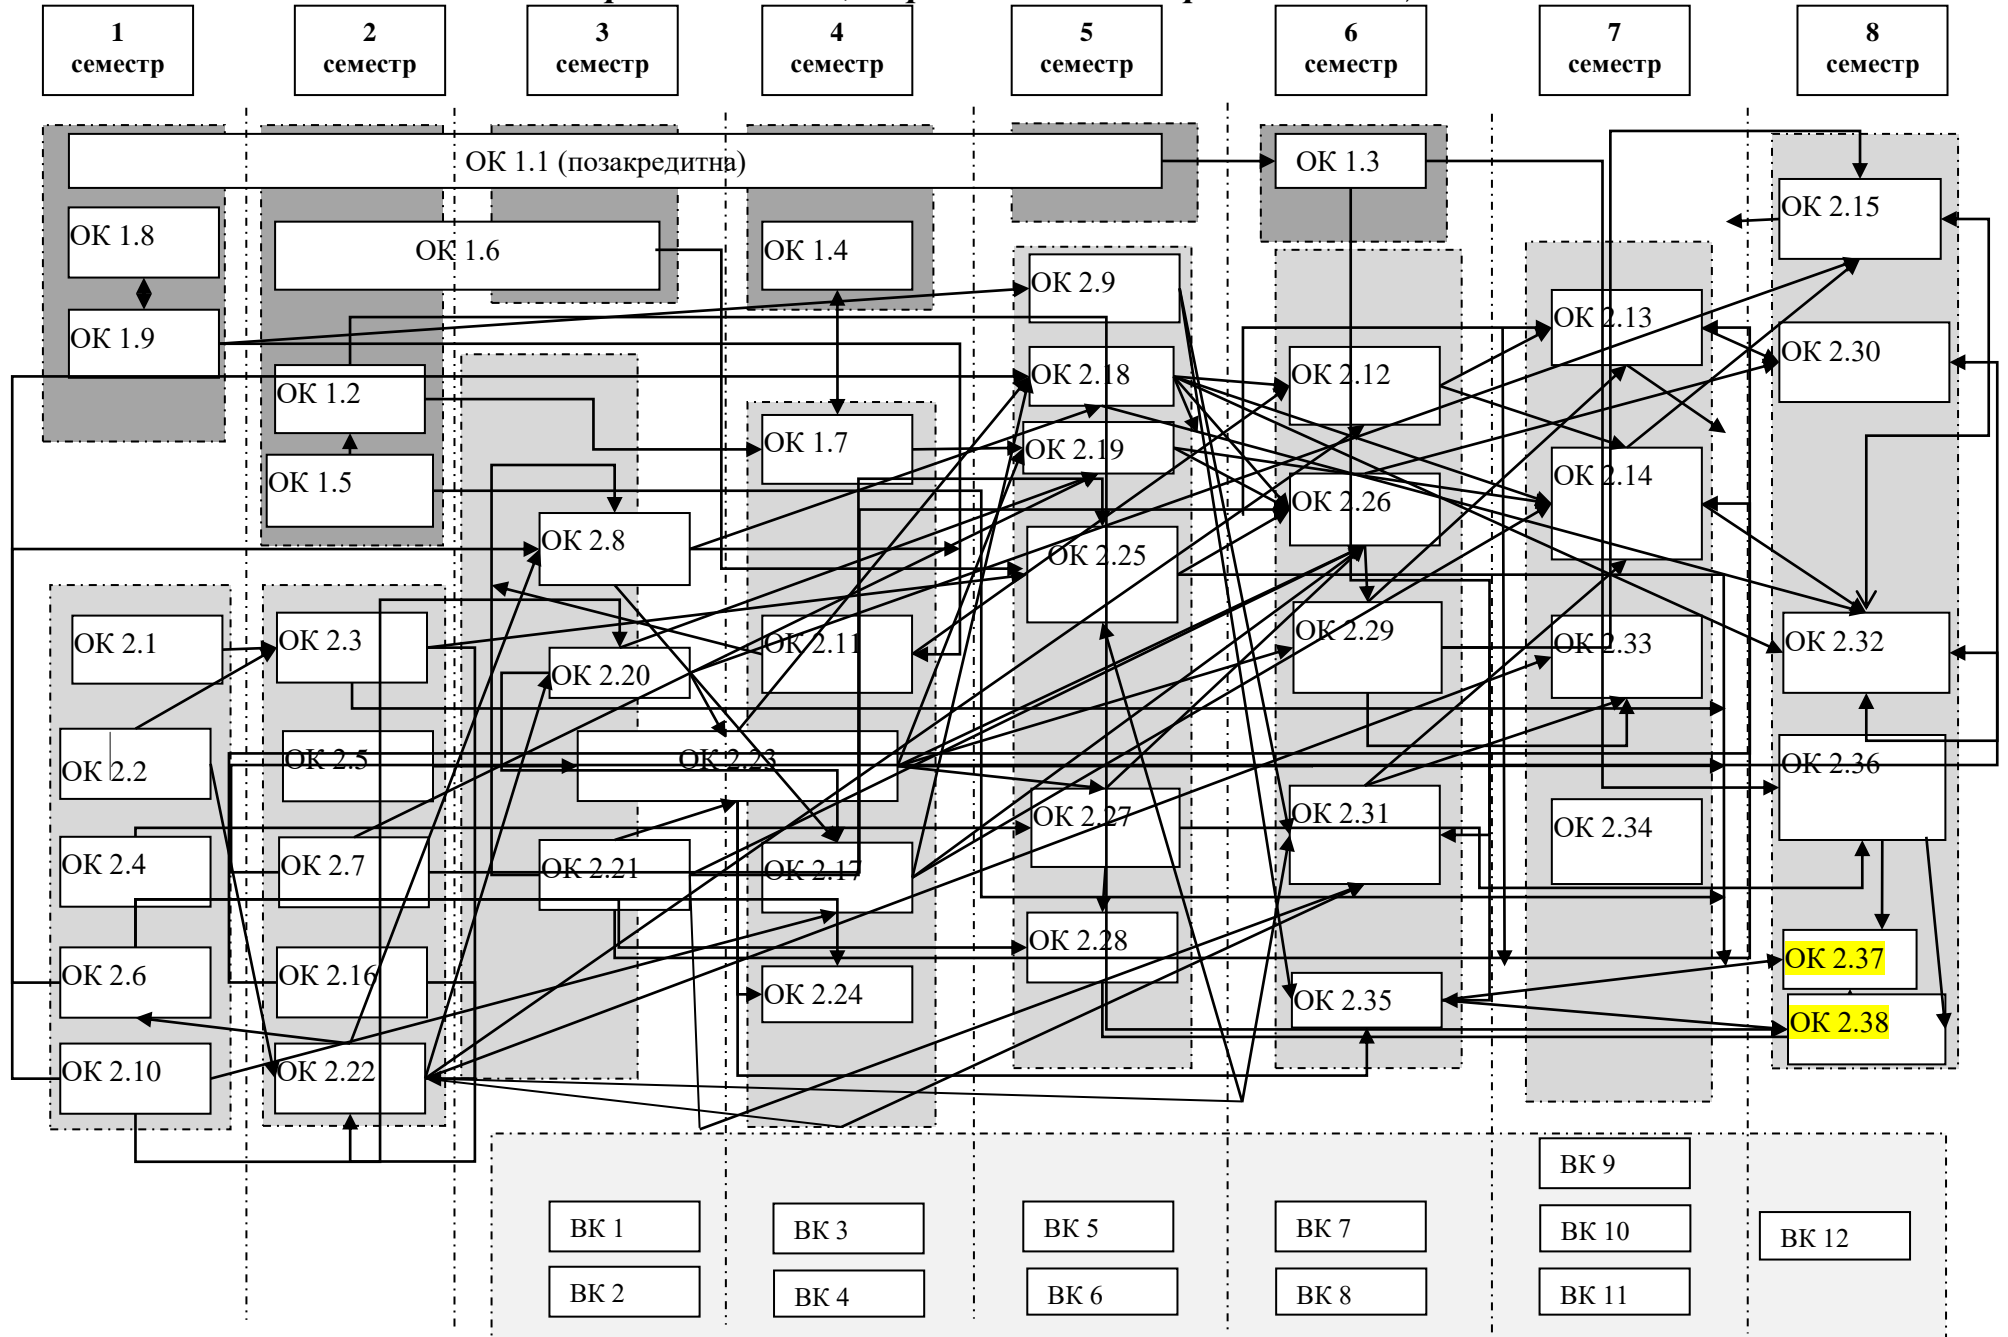 1
семестр
2
семестр
3
семестр
4
семестр
5
семестр
6
семестр
7
семестр
8
семестр
ОК 1.1 (позакредитна)
ОК 1.3
ОК 1.8
ОК 1.6
ОК 1.4
ОК 2.15
ОК 1.9
ОК 2.9
ОК 2.13
ОК 1.2
ОК 2.18
ОК 2.12
ОК 2.30
ОК 1.5
ОК 1.7
ОК 2.19
ОК 2.26
ОК 2.14
ОК 2.8
ОК 2.25
ОК 2.1
ОК 2.3
ОК 2.20
ОК 2.11
ОК 2.29
ОК 2.33
ОК 2.32
ОК 2.2
ОК 2.5
ОК 2.23
ОК 2.27
ОК 2.31
ОК 2.34
ОК 2.36
ОК 2.4
ОК 2.7
ОК 2.21
ОК 2.17
ОК 2.28
ОК 2.37
ОК 2.6
ОК 2.16
ОК 2.24
ОК 2.35
ОК 2.38
ОК 2.10
ОК 2.22
ВК 9
ВК 1
ВК 3
ВК 5
ВК 7
ВК 10
ВК 12
ВК 2
ВК 4
ВК 6
ВК 8
ВК 11